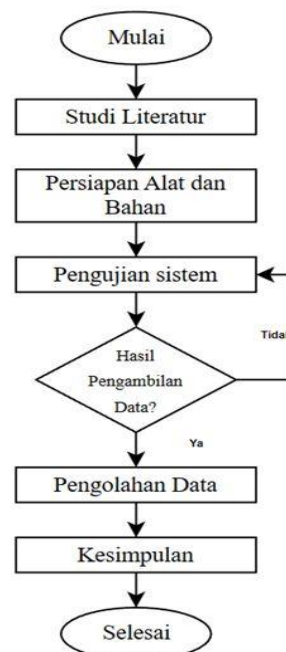 Mulai
Studi Literatur
Persiapan Alat dan
Bahan
Pengujian sistem
Tidak
Hasil
Pengambilan
Data?
Ya
Pengolahan Data
Kesimpulan
Selesai